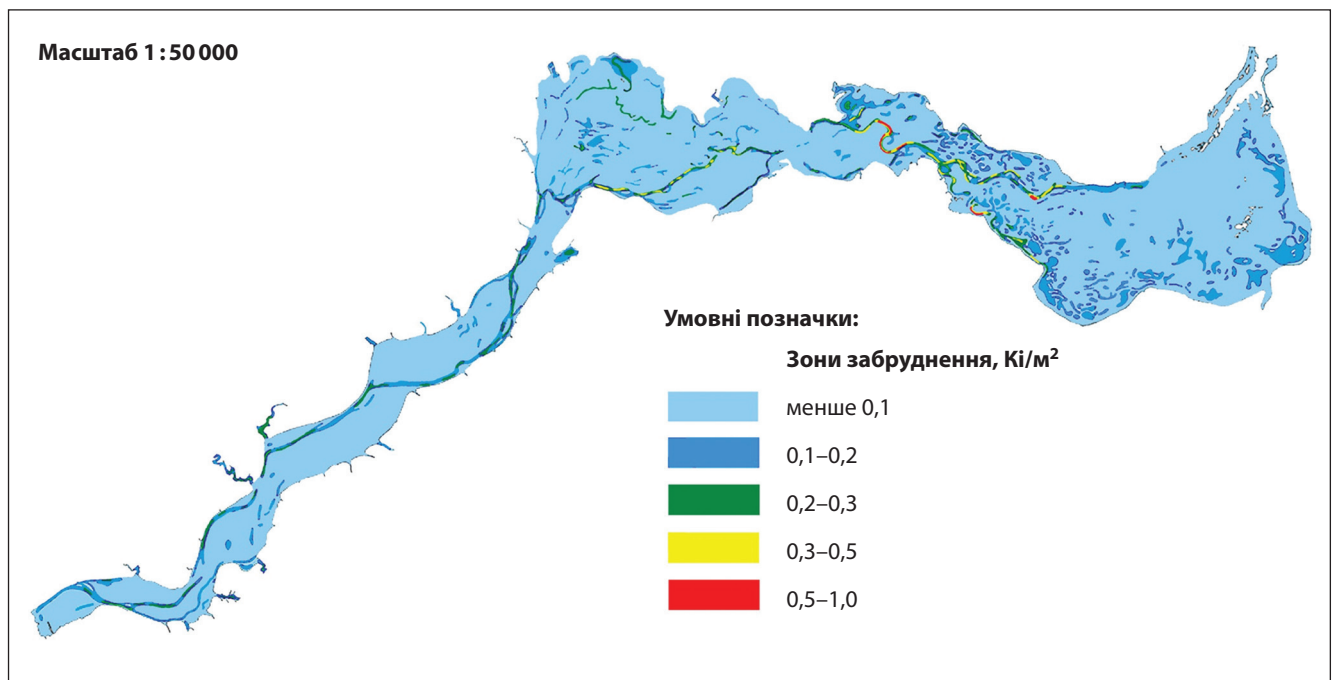 Масштаб 1 : 50 000
Умовні позначки:
Зони забруднення, Кі/м²
менше 0,1
0,1–0,2
0,2–0,3
0,3–0,5
0,5–1,0